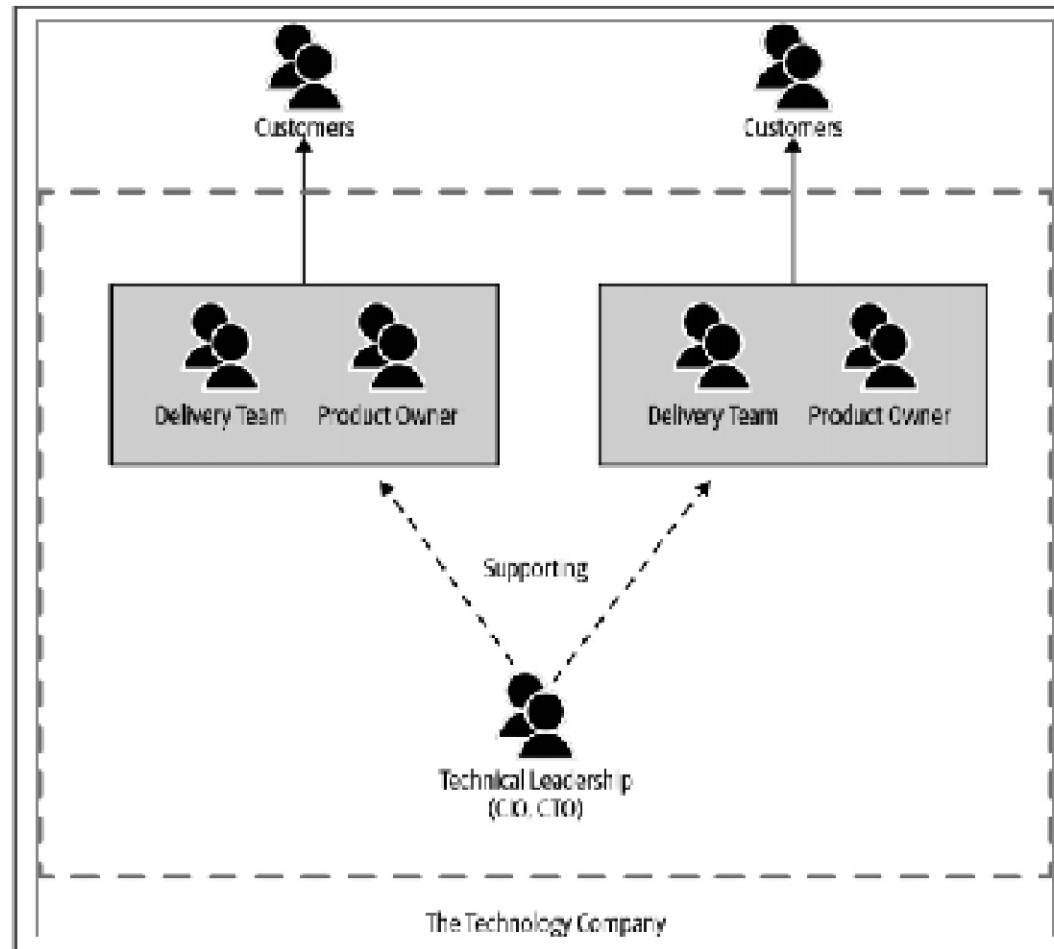 Customers
Customers
Delivery Team
Product Owner
Delivery Team
Product Owner
Supporting
Technical Leadership
(CIO, CTO)
The Technology Company